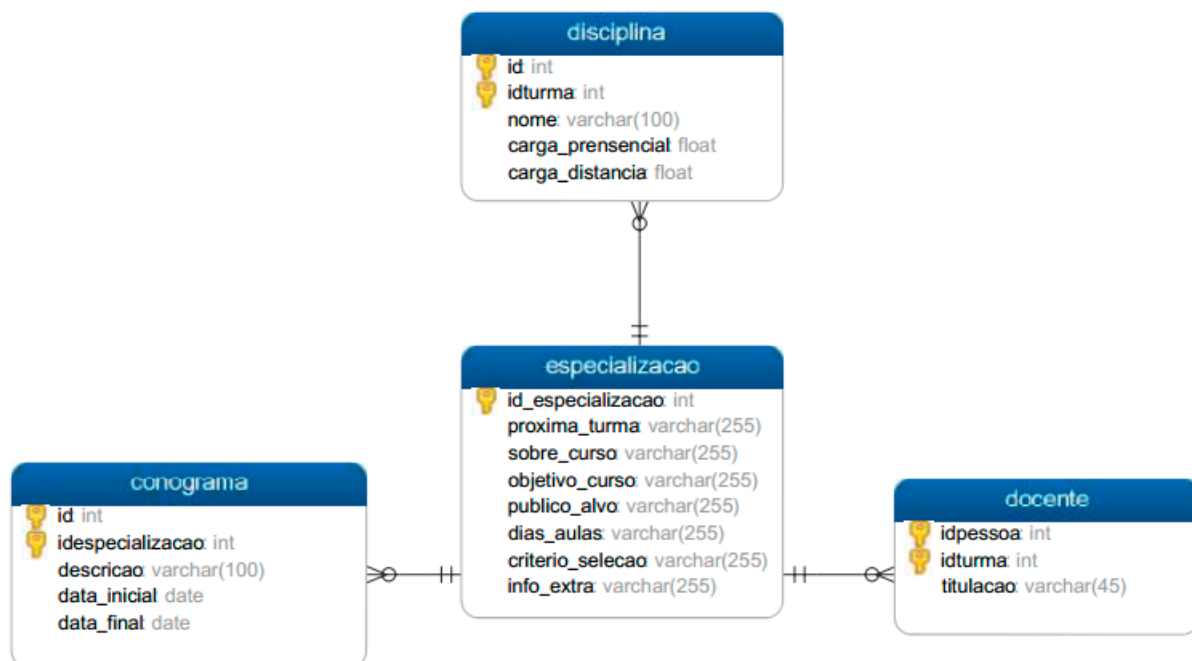 disciplina
id: int
idturma: int
nome: varchar(100)
carga_prensencial: float
carga_distancia: float
especializacao
id_especializacao: int
proxima_turma: varchar(255)
sobre_curso: varchar(255)
objetivo_curso: varchar(255)
publico_alvo: varchar(255)
dias_aulas: varchar(255)
criterio_selecao: varchar(255)
info_extra: varchar(255)
conograma
id: int
idespecializacao: int
descricao: varchar(100)
data_inicial: date
data_final: date
docente
idpessoa: int
idturma: int
titulacao: varchar(45)